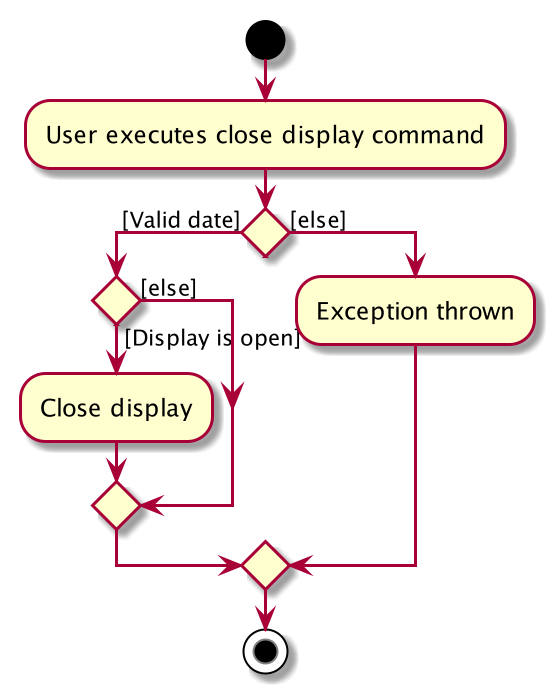 User executes close display command
[Valid date]
[else]
[else]
Exception thrown
[Display is open]
Close display